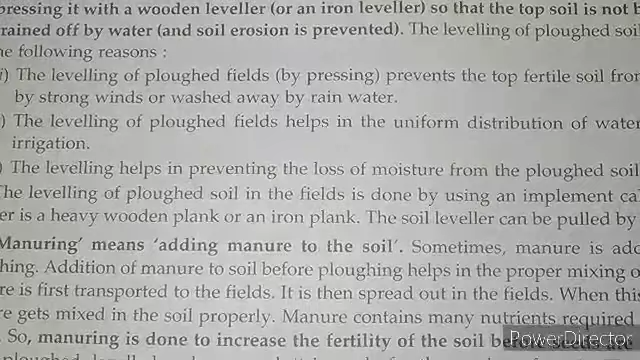 pressing it with a wooden leveller (or an iron leveller) so that the top soil is not b
rained off by water (and soil erosion is prevented). The levelling of ploughed soil
he following reasons :
i) The levelling of ploughed fields (by pressing) prevents the top fertile soil from
by strong winds or washed away by rain water.
) The levelling of ploughed fields helps in the uniform distribution of water
irrigation.
) The levelling helps in preventing the loss of moisture from the ploughed soil
The levelling of ploughed soil in the fields is done by using an implement ca
er is a heavy wooden plank or an iron plank. The soil leveller can be pulled by
Manuring' means 'adding manure to the soil'. Sometimes, manure is add
hing. Addition of manure to soil before ploughing helps in the proper mixing o
re is first transported to the fields. It is then spread out in the fields. When this
re gets mixed in the soil properly. Manure contains many nutrients required
. So, manuring is done to increase the fertility of the soil before seeds are
PowerDirector